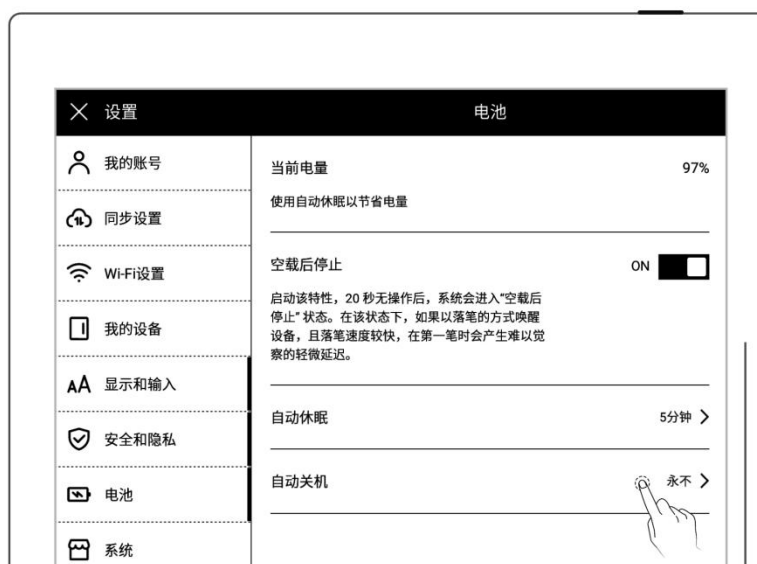 设置
电池
我的账号
同步设置
Wi-Fi设置
我的设备
AA 显示和输入
安全和隐私
电池
系统
当前电量 97%
使用自动休眠以节省电量
空载后停止 ON
启动该特性，20 秒无操作后，系统会进入“空载后
停止” 状态。在该状态下，如果以落笔的方式唤醒
设备，且落笔速度较快，在第一笔时会产生难以觉
察的轻微延迟。
自动休眠 5分钟
自动关机 永不